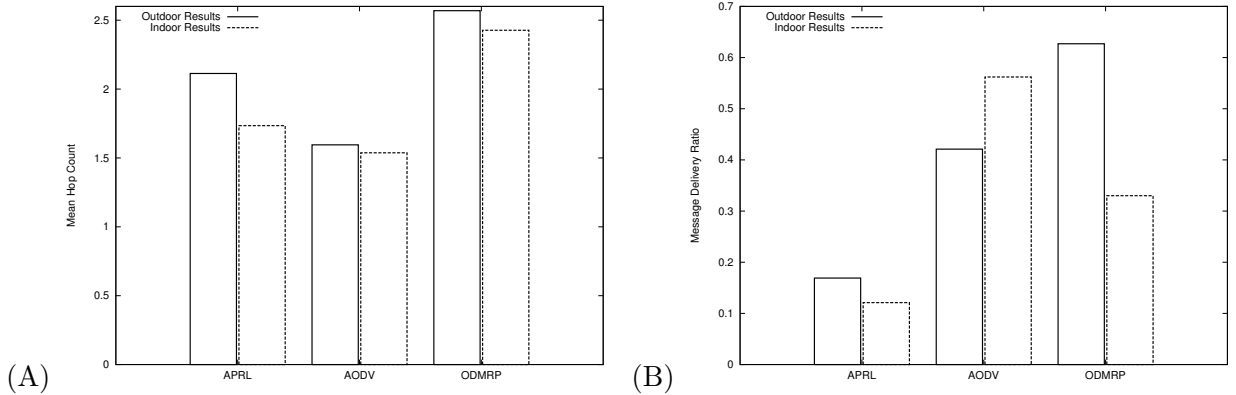 Outdoor Results
Indoor Results
Mean Hop Count
2.5
2
1.5
1
0.5
0
APRL
AODV
ODMRP
(A)
Outdoor Results
Indoor Results
Message Delivery Ratio
0.7
0.6
0.5
0.4
0.3
0.2
0.1
0
APRL
AODV
ODMRP
(B)